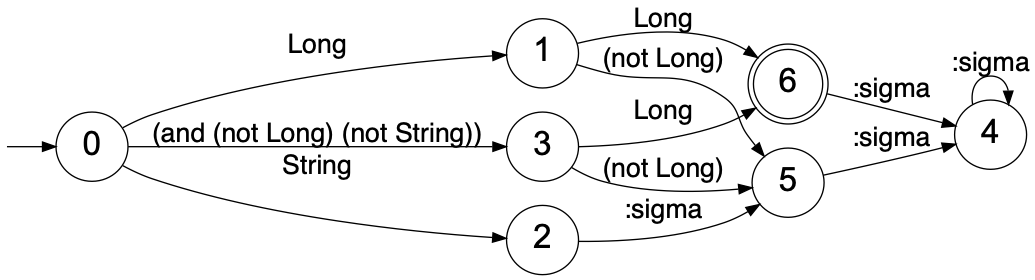 Long
Long
1
(not Long)
6
:sigma
:sigma
0
(and (not Long) (not String))
3
Long
:sigma
4
String
(not Long)
5
:sigma
2